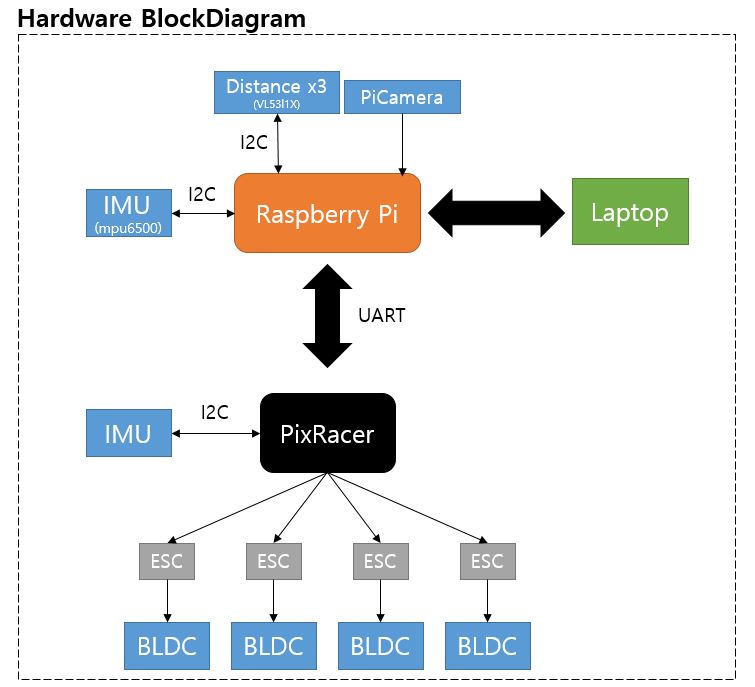 Hardware BlockDiagram
Distance x3
(VL53l1X)
PiCamera
I2C
IMU
(mpu6500)
I2C
Raspberry Pi
Laptop
UART
IMU
I2C
PixRacer
ESC
ESC
ESC
ESC
BLDC
BLDC
BLDC
BLDC